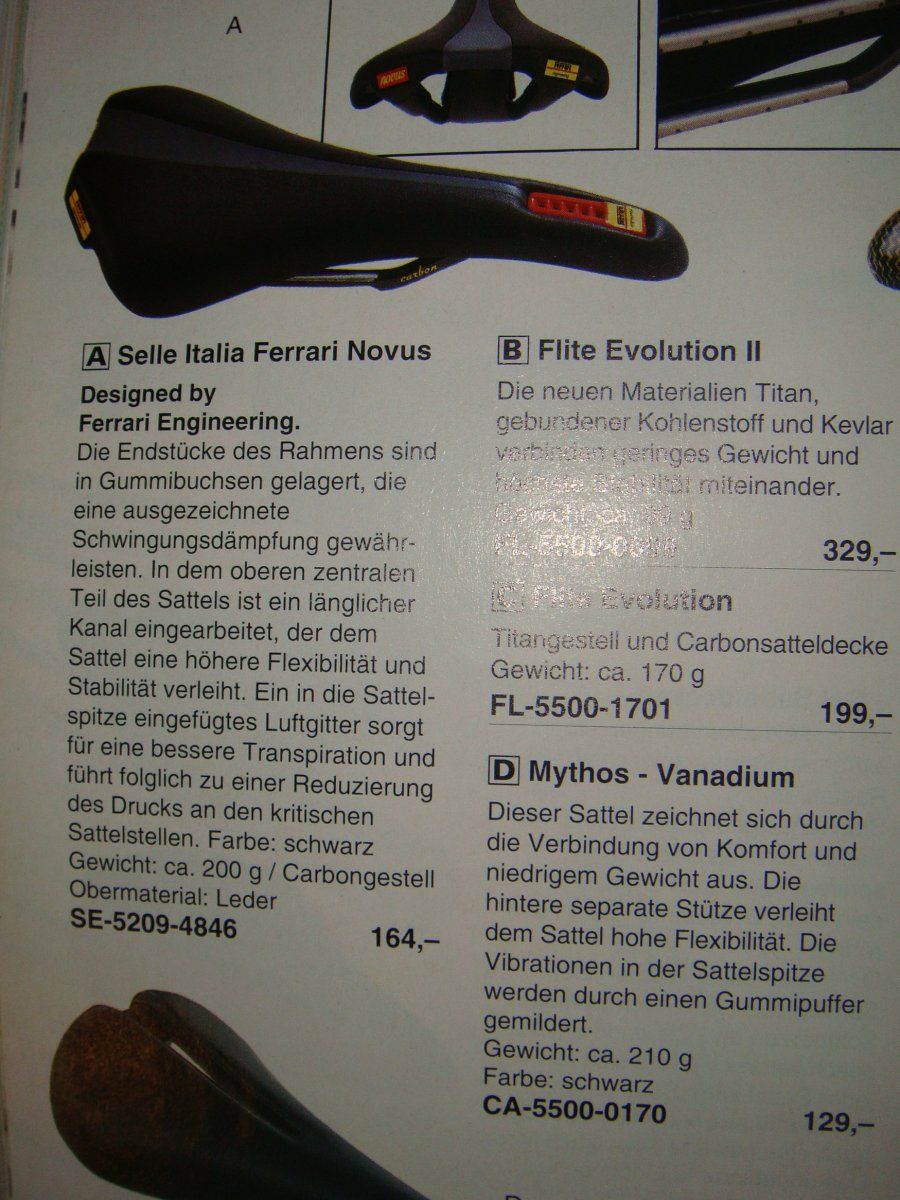 A
novus
carbon
A Selle Italia Ferrari Novus
Designed by
Ferrari Engineering.
Die Endstücke des Rahmens sind
in Gummibuchsen gelagert, die
eine ausgezeichnete
Schwingungsdämpfung gewähr-
leisten. In dem oberen zentralen
Teil des Sattels ist ein länglicher
Kanal eingearbeitet, der dem
Sattel eine höhere Flexibilität und
Stabilität verleiht. Ein in die Sattel-
spitze eingefügtes Luftgitter sorgt
für eine bessere Transpiration und
führt folglich zu einer Reduzierung
des Drucks an den kritischen
Sattelstellen. Farbe: schwarz
Gewicht: ca. 200 g / Carbongestell
Obermaterial: Leder
SE-5209-4846
164,–
B Flite Evolution II
Die neuen Materialien Titan,
gebundener Kohlenstoff und Kevlar
verbinden geringes Gewicht und
höchste Stabilität miteinander.
Gewicht: ca. g
329,–
C Flite Evolution
Titangestell und Carbonsatteldecke
Gewicht: ca. 170 g
FL-5500-1701
199,–
D Mythos - Vanadium
Dieser Sattel zeichnet sich durch
die Verbindung von Komfort und
niedrigem Gewicht aus. Die
hintere separate Stütze verleiht
dem Sattel hohe Flexibilität. Die
Vibrationen in der Sattelspitze
werden durch einen Gummipuffer
gemildert.
Gewicht: ca. 210 g
Farbe: schwarz
CA-5500-0170
129,–